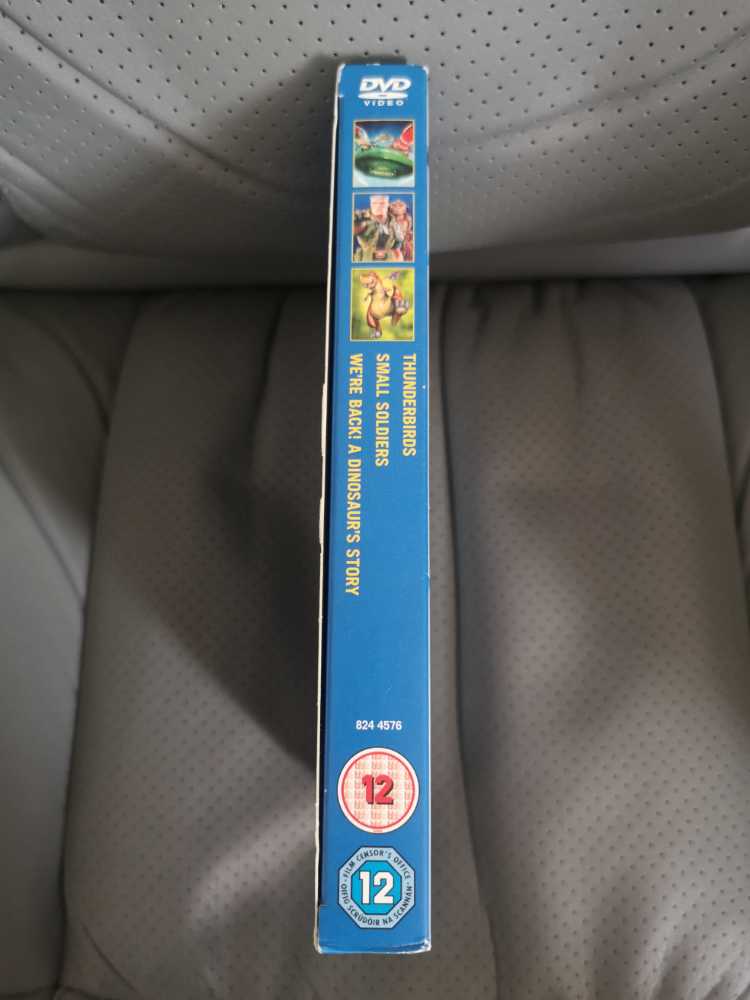 DVD
VIDEO
THUNDERBIRDS
SMALL SOLDIERS
WE'RE BACK! A DINOSAUR'S STORY
824 4576
12
· FILM CENSOR'S OFFICE ·
12
OIFIG SCRÚDÓIR NA SCANNÁN